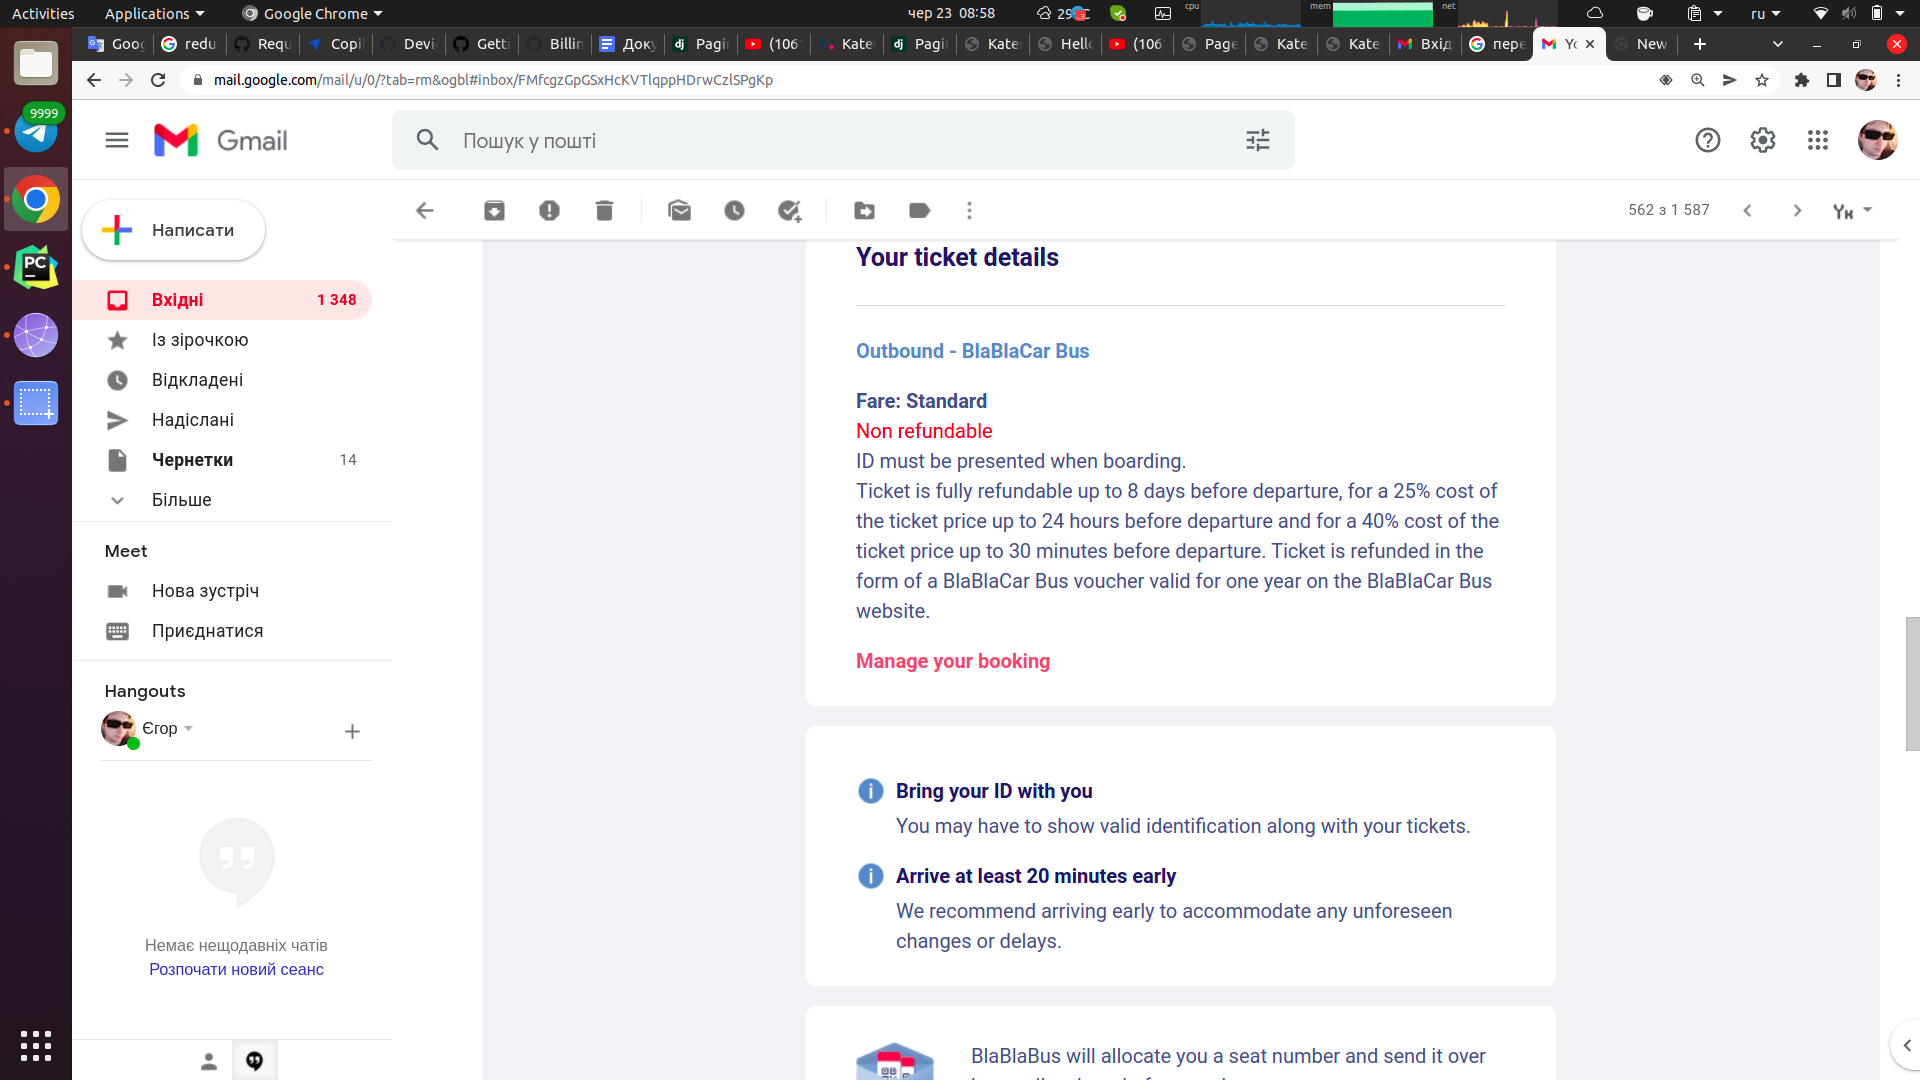 Activities Applications Google Chrome чер 23 08:58 cpu mem net ru
Goog redu Requ Copil Devic Getti Billin Доку Pagin (106 Kater Pagin Kate Hello (106 Page Kate Kate Вхід пере Yo New
mail.google.com/mail/u/0/?tab=rm&ogbl#inbox/FMfcgzGpGSxHcKVTlqppHDrwCzlSPgKp
9999
Gmail
Пошук у пошті
Написати
562 з 1 587
Вхідні 1 348
Із зірочкою
Відкладені
Надіслані
Чернетки 14
Більше
Meet
Нова зустріч
Приєднатися
Hangouts
Єгор
Немає нещодавніх чатів
Розпочати новий сеанс
Your ticket details
Outbound - BlaBlaCar Bus
Fare: Standard
Non refundable
ID must be presented when boarding.
Ticket is fully refundable up to 8 days before departure, for a 25% cost of
the ticket price up to 24 hours before departure and for a 40% cost of the
ticket price up to 30 minutes before departure. Ticket is refunded in the
form of a BlaBlaCar Bus voucher valid for one year on the BlaBlaCar Bus
website.
Manage your booking
Bring your ID with you
You may have to show valid identification along with your tickets.
Arrive at least 20 minutes early
We recommend arriving early to accommodate any unforeseen
changes or delays.
BlaBlaBus will allocate you a seat number and send it over